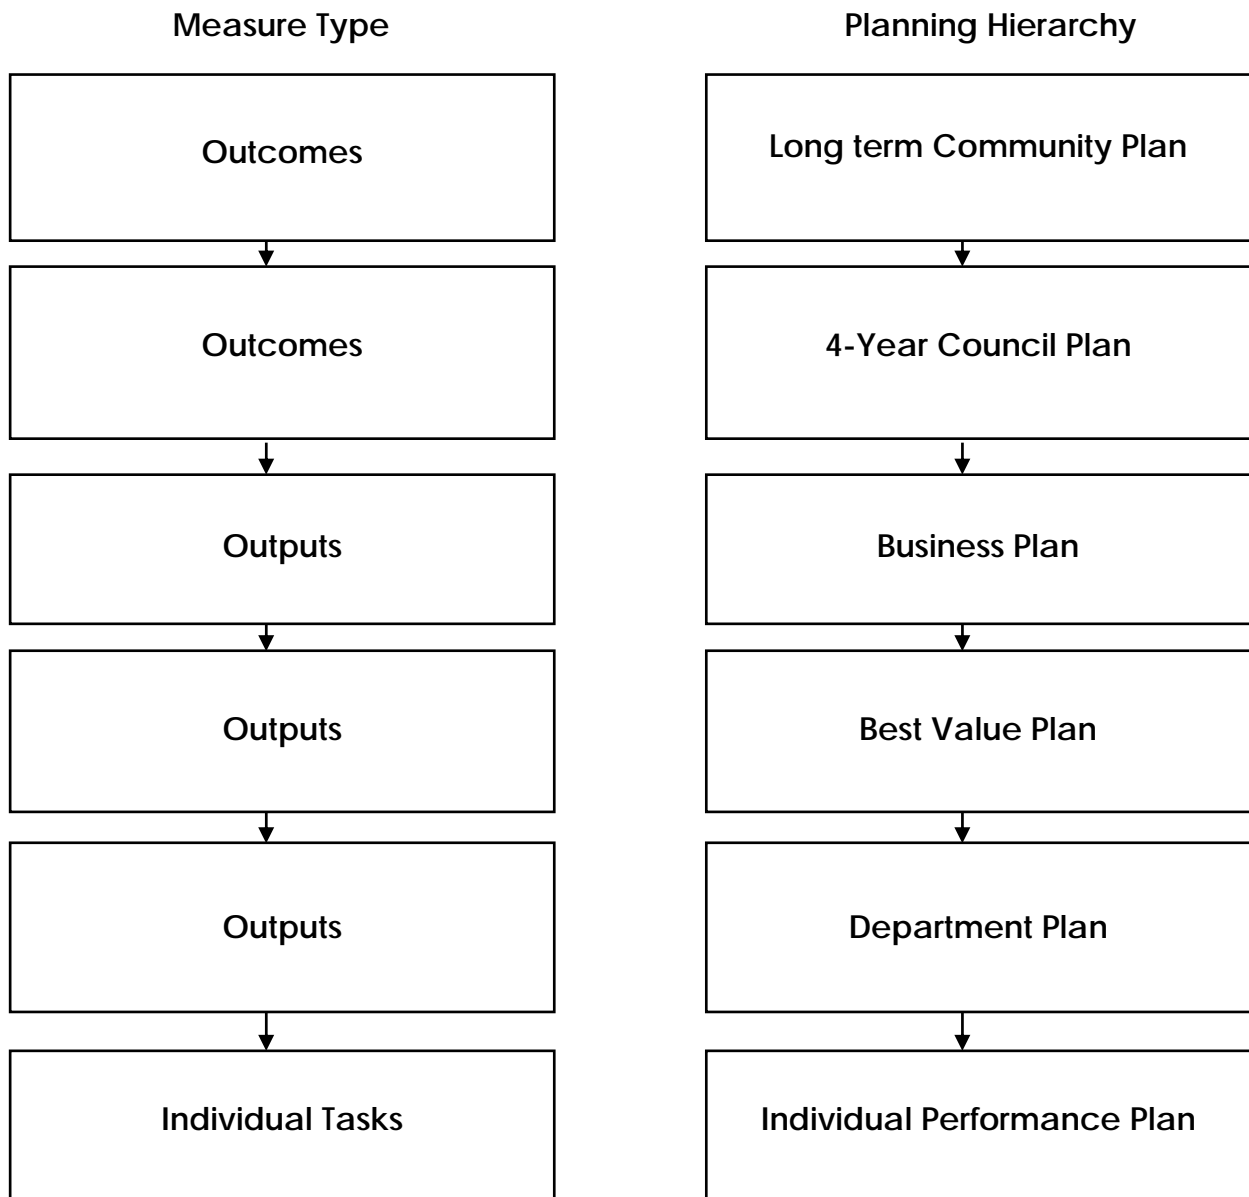 Measure Type
Planning Hierarchy
Outcomes
Long term Community Plan
Outcomes
4-Year Council Plan
Outputs
Business Plan
Outputs
Best Value Plan
Outputs
Department Plan
Individual Tasks
Individual Performance Plan